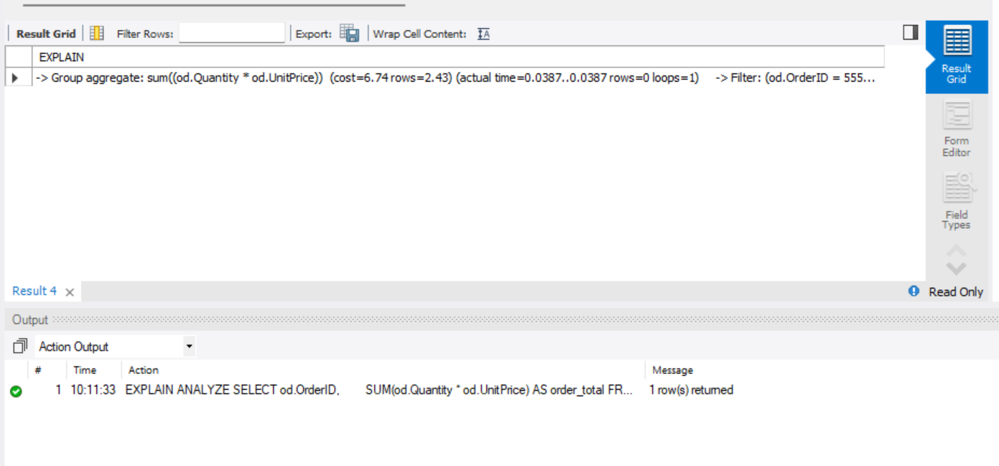 Result Grid Filter Rows: Export: Wrap Cell Content: IA
EXPLAIN
-> Group aggregate: sum((od.Quantity * od.UnitPrice)) (cost=6.74 rows=2.43) (actual time=0.0387..0.0387 rows=0 loops=1) -> Filter: (od.OrderID = 555...
Result
Grid
Form
Editor
Field
Types
Result 4
Read Only
Output
Action Output
# Time Action Message
1 10:11:33 EXPLAIN ANALYZE SELECT od.OrderID, SUM(od.Quantity * od.UnitPrice) AS order_total FR... 1 row(s) returned